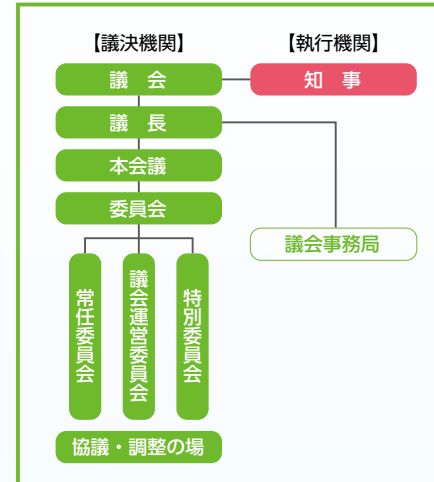 【議決機関】
【執行機関】
議　会
知　事
議　長
本会議
委員会
議会事務局
常任委員会
議会運営委員会
特別委員会
協議・調整の場